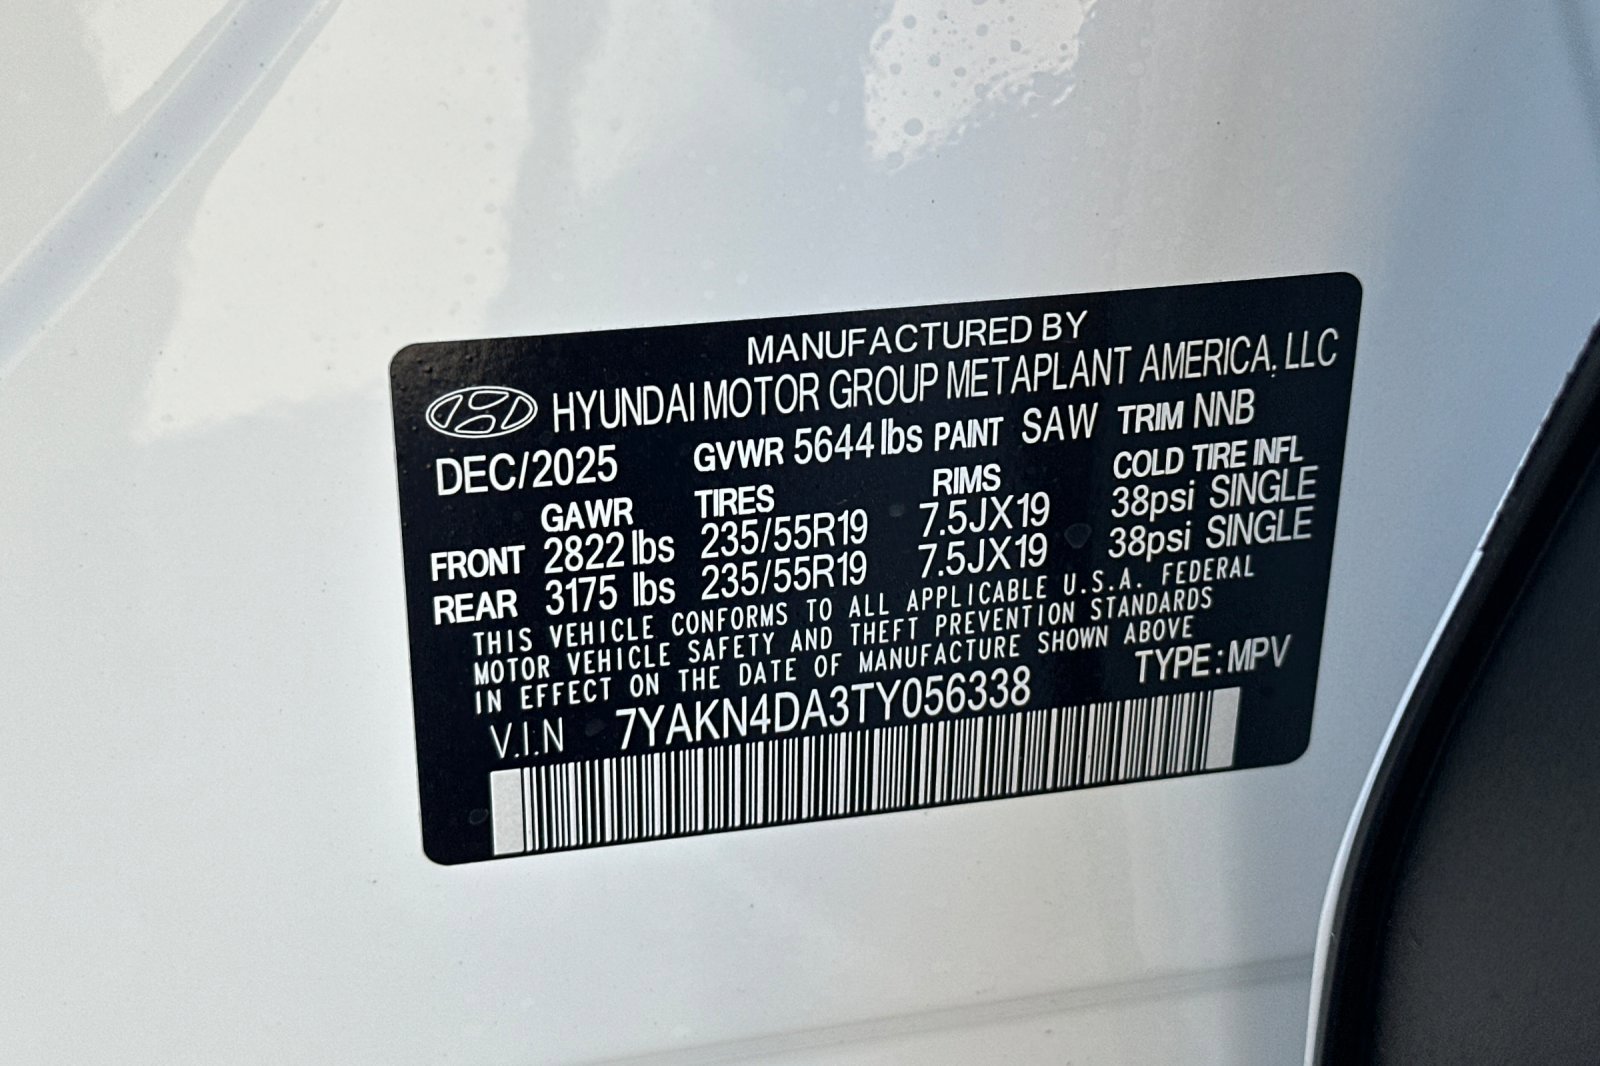 MANUFACTURED BY
HYUNDAI MOTOR GROUP METAPLANT AMERICA, LLC
DEC/2025 GVWR 5644 lbs PAINT SAW TRIM NNB
GAWR TIRES RIMS COLD TIRE INFL
FRONT 2822 lbs 235/55R19 7.5JX19 38psi SINGLE
REAR 3175 lbs 235/55R19 7.5JX19 38psi SINGLE
THIS VEHICLE CONFORMS TO ALL APPLICABLE U.S.A. FEDERAL
MOTOR VEHICLE SAFETY AND THEFT PREVENTION STANDARDS
IN EFFECT ON THE DATE OF MANUFACTURE SHOWN ABOVE
V.I.N 7YAKN4DA3TY056338 TYPE:MPV